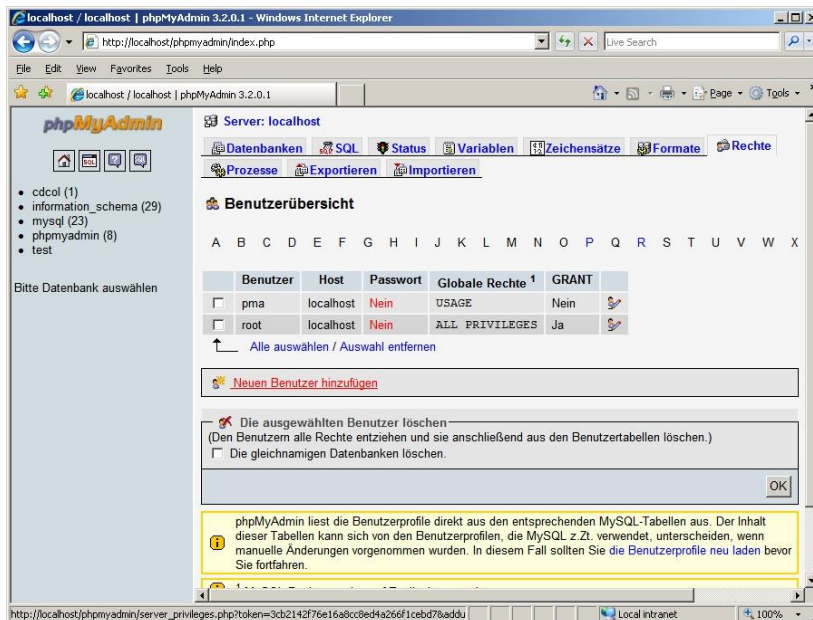 localhost / localhost | phpMyAdmin 3.2.0.1 - Windows Internet Explorer
http://localhost/phpmyadmin/index.php
Live Search
File Edit View Favorites Tools Help
localhost / localhost | phpMyAdmin 3.2.0.1
Page Tools
phpMyAdmin
SQL
cdcol (1)
information_schema (29)
mysql (23)
phpmyadmin (8)
test
Bitte Datenbank auswählen
Server: localhost
Datenbanken SQL Status Variablen Zeichensätze Formate Rechte
Prozesse Exportieren Importieren
Benutzerübersicht
A B C D E F G H I J K L M N O P Q R S T U V W X
Benutzer Host Passwort Globale Rechte 1 GRANT
pma localhost Nein USAGE Nein
root localhost Nein ALL PRIVILEGES Ja
Alle auswählen / Auswahl entfernen
Neuen Benutzer hinzufügen
Die ausgewählten Benutzer löschen
(Den Benutzern alle Rechte entziehen und sie anschließend aus den Benutzertabellen löschen.)
Die gleichnamigen Datenbanken löschen.
OK
phpMyAdmin liest die Benutzerprofile direkt aus den entsprechenden MySQL-Tabellen aus. Der Inhalt
dieser Tabellen kann sich von den Benutzerprofilen, die MySQL z.Zt. verwendet, unterscheiden, wenn
manuelle Änderungen vorgenommen wurden. In diesem Fall sollten Sie die Benutzerprofile neu laden bevor
Sie fortfahren.
http://localhost/phpmyadmin/server_privileges.php?token=3cb2142f76e16a8cc8ed4a266f1cebd7&addu
Local intranet
100%